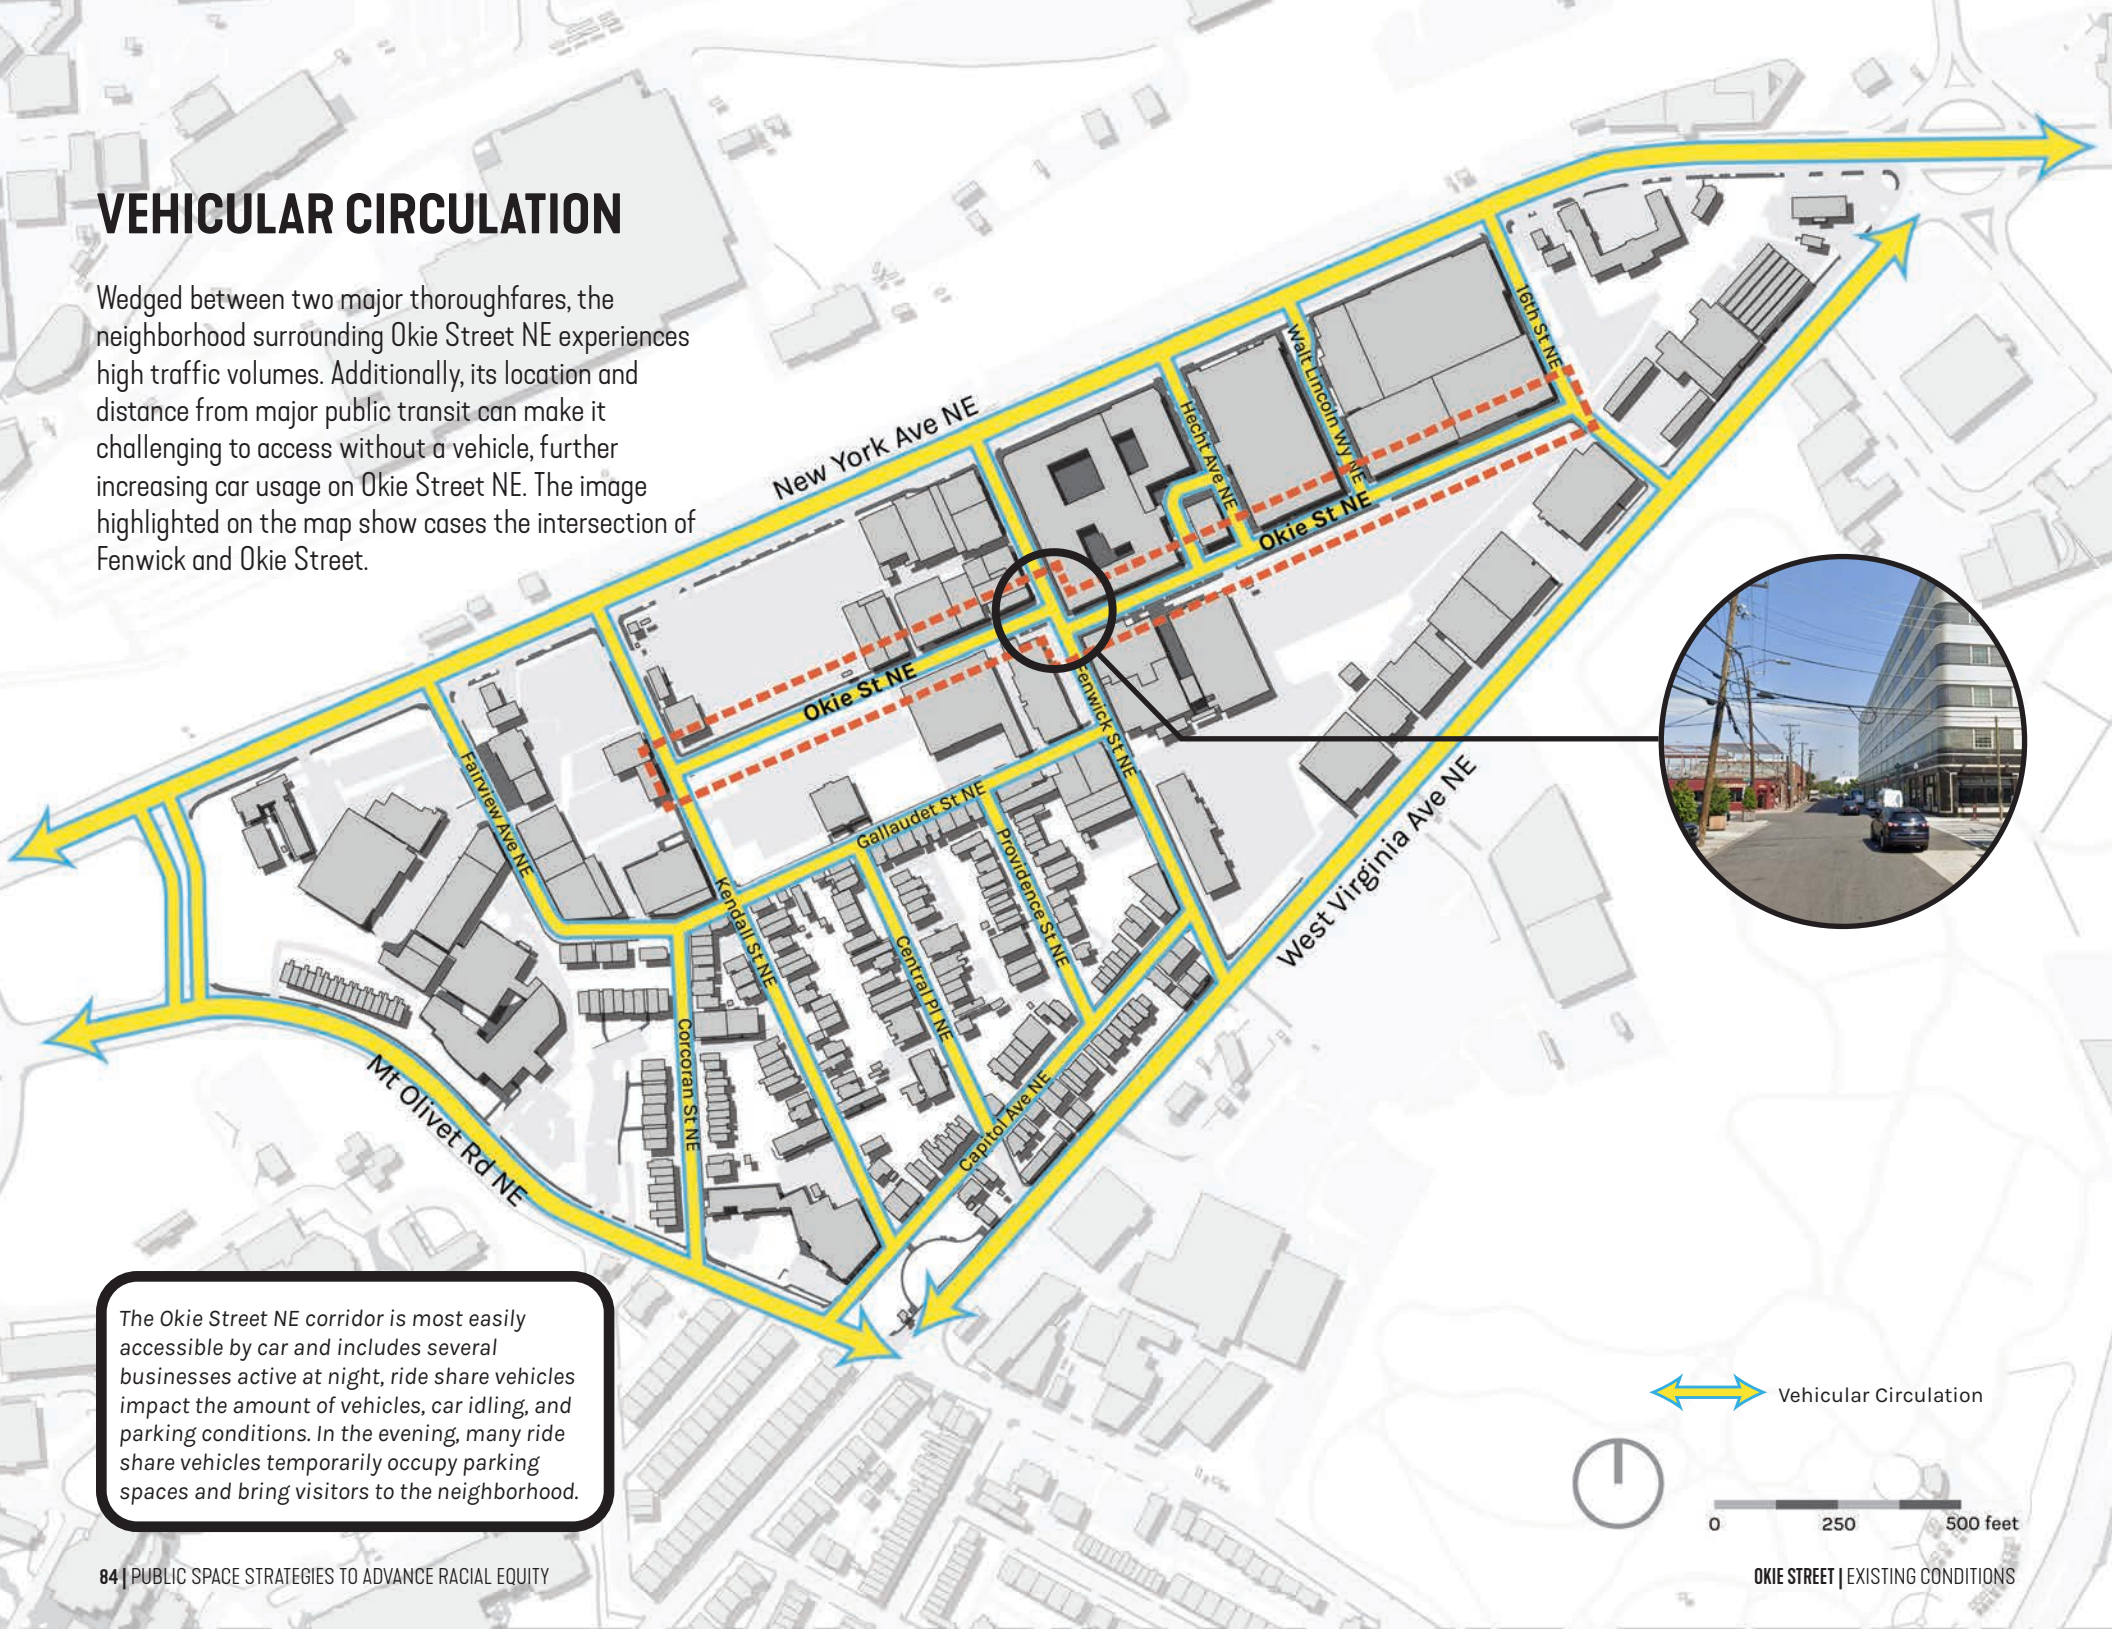 VEHICULAR CIRCULATION
Wedged between two major thoroughfares, the
neighborhood surrounding Okie Street NE experiences
high traffic volumes. Additionally, its location and
distance from major public transit can make it
challenging to access without a vehicle, further
increasing car usage on Okie Street NE. The image
highlighted on the map show cases the intersection of
Fenwick and Okie Street.
New York Ave NE
16th St NE
Walt Lincoln Wy NE
Hecht Ave NE
Okie St NE
Okie St NE
Fenwick St NE
Fairview Ave NE
Gallaudet St NE
Providence St NE
Kendall St NE
Central Pl NE
West Virginia Ave NE
Corcoran St NE
Capitol Ave NE
Mt Olivet Rd NE
The Okie Street NE corridor is most easily
accessible by car and includes several
businesses active at night, ride share vehicles
impact the amount of vehicles, car idling, and
parking conditions. In the evening, many ride
share vehicles temporarily occupy parking
spaces and bring visitors to the neighborhood.
Vehicular Circulation
0 250 500 feet
84 | PUBLIC SPACE STRATEGIES TO ADVANCE RACIAL EQUITY
OKIE STREET | EXISTING CONDITIONS